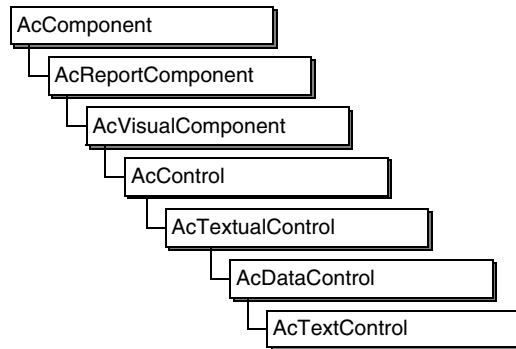 AcComponent
AcReportComponent
AcVisualComponent
AcControl
AcTextualControl
AcDataControl
AcTextControl